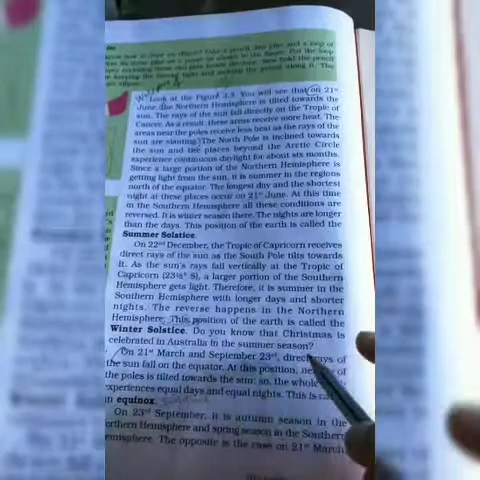 know how to draw an ellipse? Take a pencil, two pins and a loop of
Look at the Figure 3.3. You will see that on 21st
June the Northern Hemisphere is tilted towards the
sun. The rays of the sun fall directly on the Tropic of
Cancer. As a result, these areas receive more heat. The
areas near the poles receive less heat as the rays of the
sun are slanting. The North Pole is inclined towards
the sun and the places beyond the Arctic Circle
experience continuous daylight for about six months.
Since a large portion of the Northern Hemisphere is
getting light from the sun, it is summer in the regions
north of the equator. The longest day and the shortest
night at these places occur on 21st June. At this time
in the Southern Hemisphere all these conditions are
reversed. It is winter season there. The nights are longer
than the days. This position of the earth is called the
Summer Solstice.
On 22nd December, the Tropic of Capricorn receives
direct rays of the sun as the South Pole tilts towards
it. As the sun's rays fall vertically at the Tropic of
Capricorn (23½° S), a larger portion of the Southern
Hemisphere gets light. Therefore, it is summer in the
Southern Hemisphere with longer days and shorter
nights. The reverse happens in the Northern
Hemisphere. This position of the earth is called the
Winter Solstice. Do you know that Christmas is
celebrated in Australia in the summer season?
On 21st March and September 23rd, direct rays of
the sun fall on the equator. At this position, of
the poles is tilted towards the sun; so, the whole
experiences equal days and equal nights. This is
an equinox.
On 23rd September, it is autumn season in the
Northern Hemisphere and spring season in the Southern
Hemisphere. The opposite is the case on 21st March